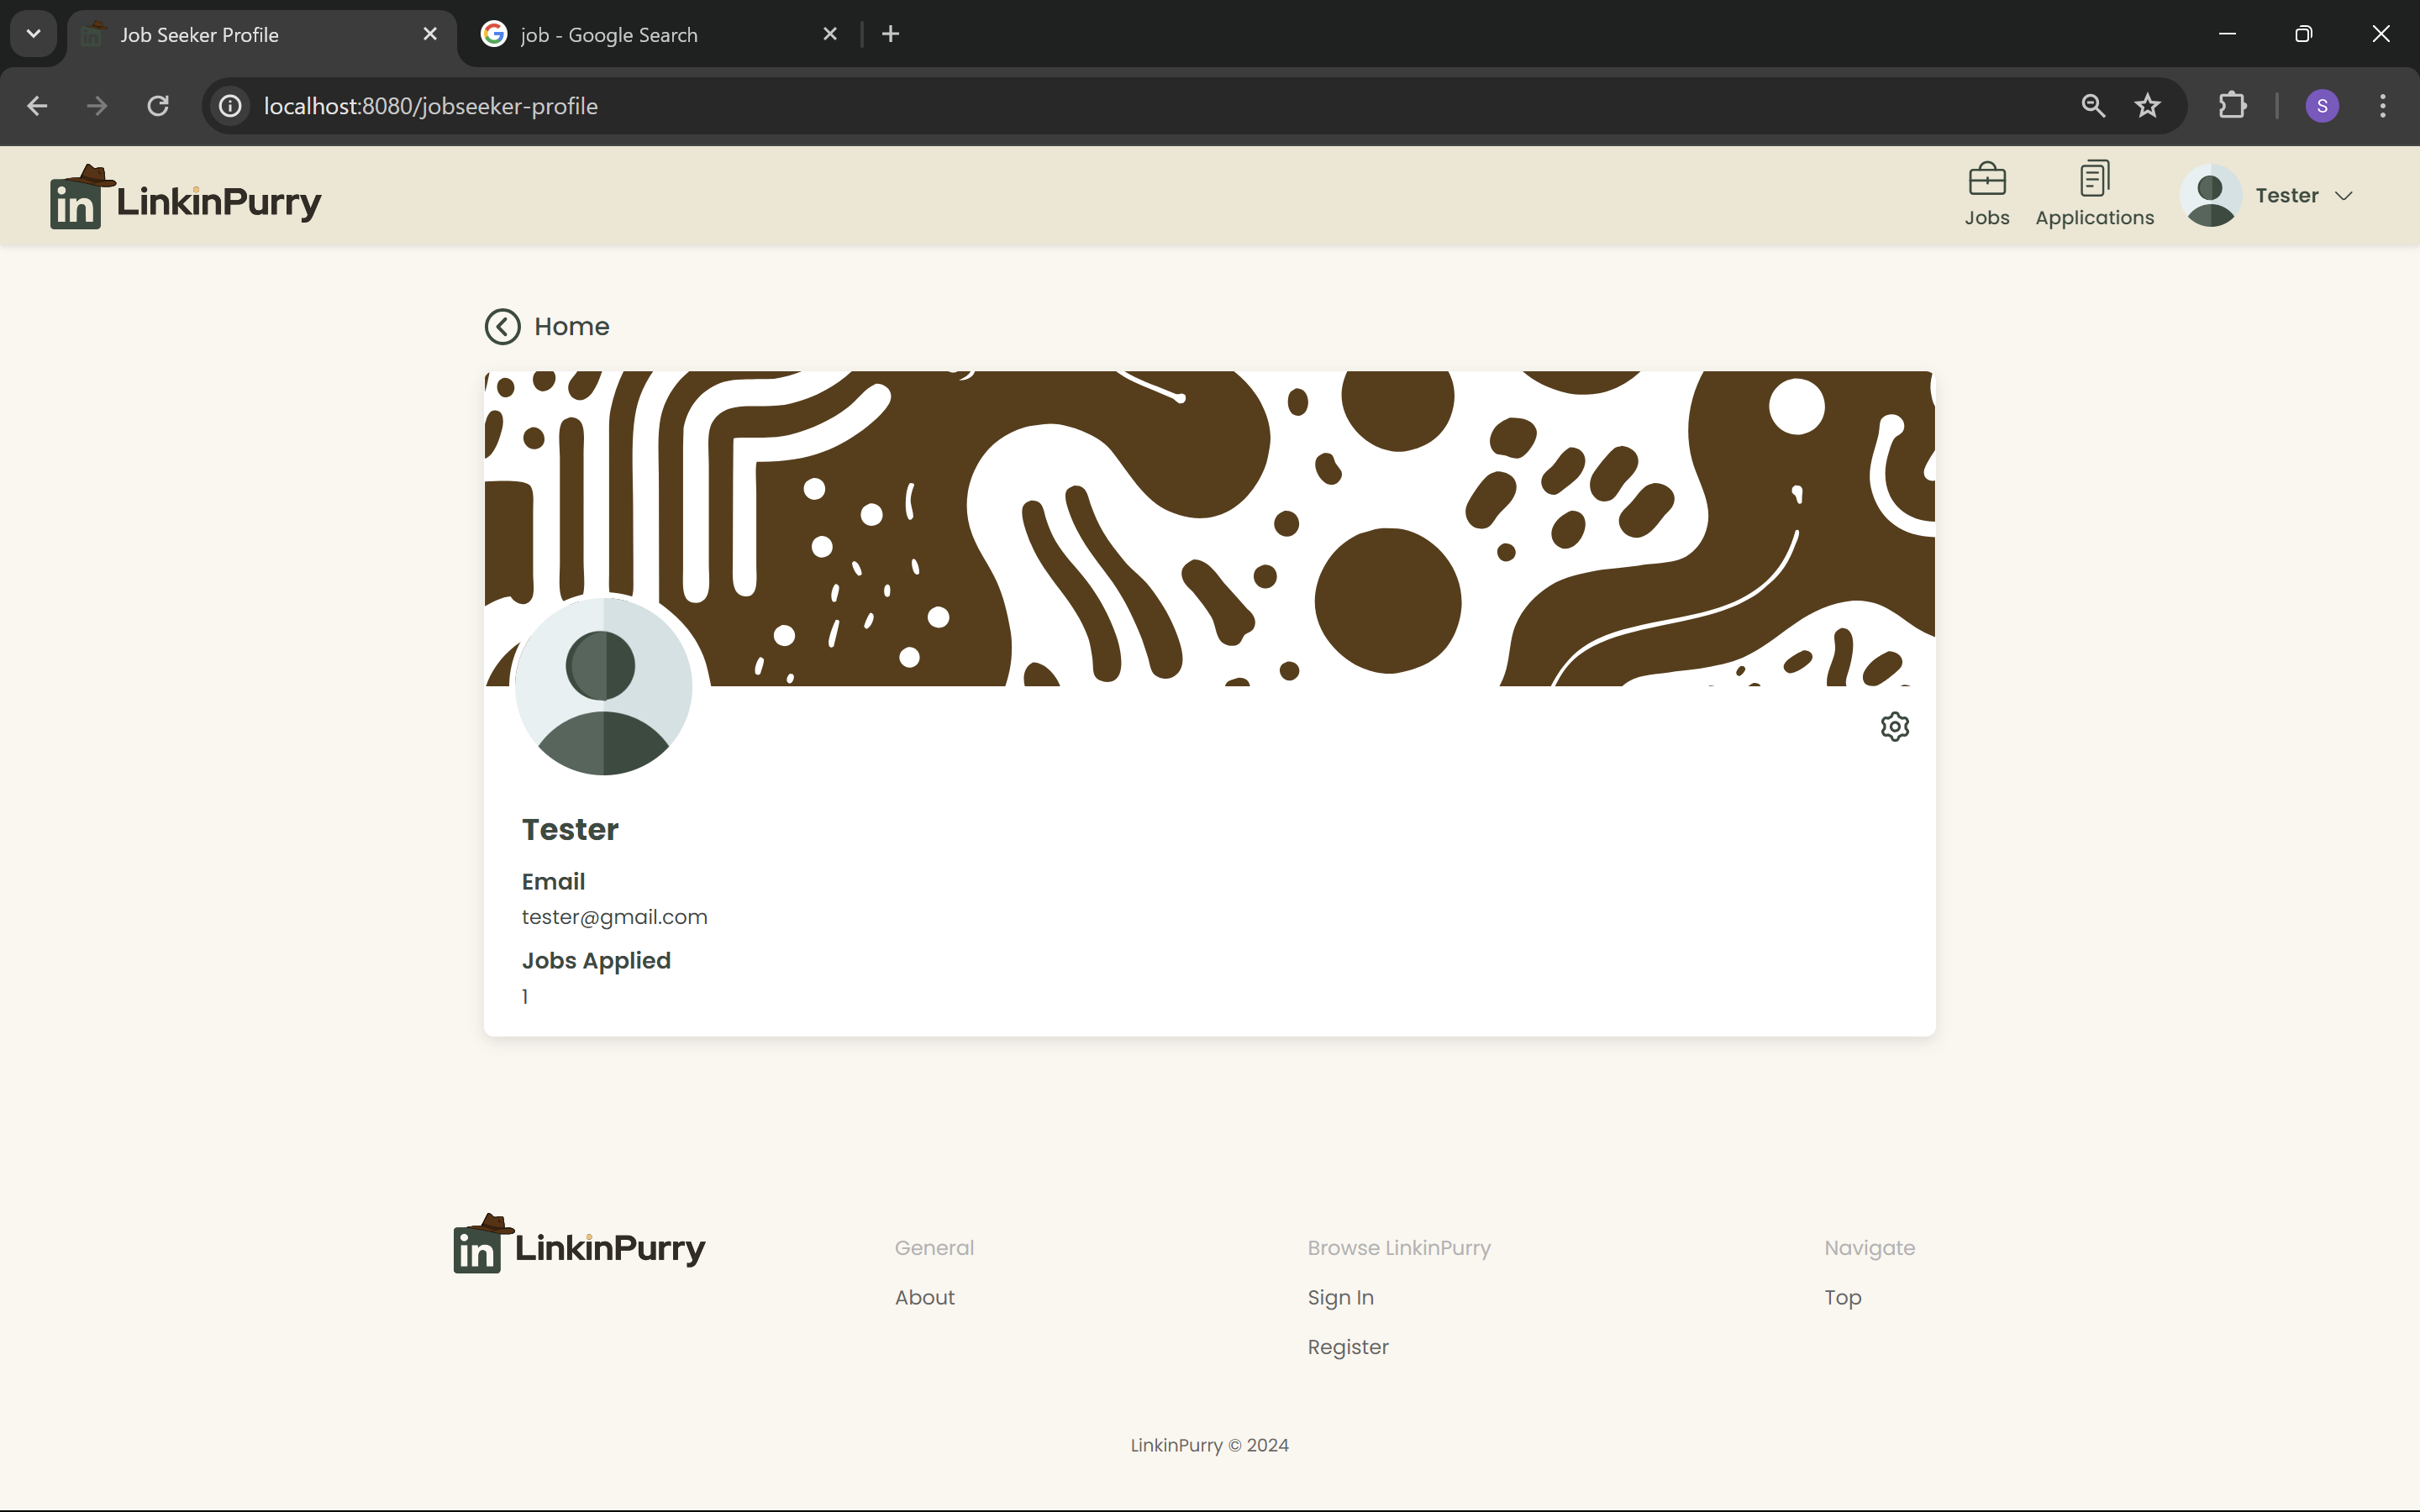 Job Seeker Profile
job - Google Search
localhost:8080/jobseeker-profile
S
in LinkinPurry
Jobs
Applications
Tester
Home
Tester
Email
tester@gmail.com
Jobs Applied
1
in LinkinPurry
General
About
Browse LinkinPurry
Sign In
Register
Navigate
Top
LinkinPurry © 2024